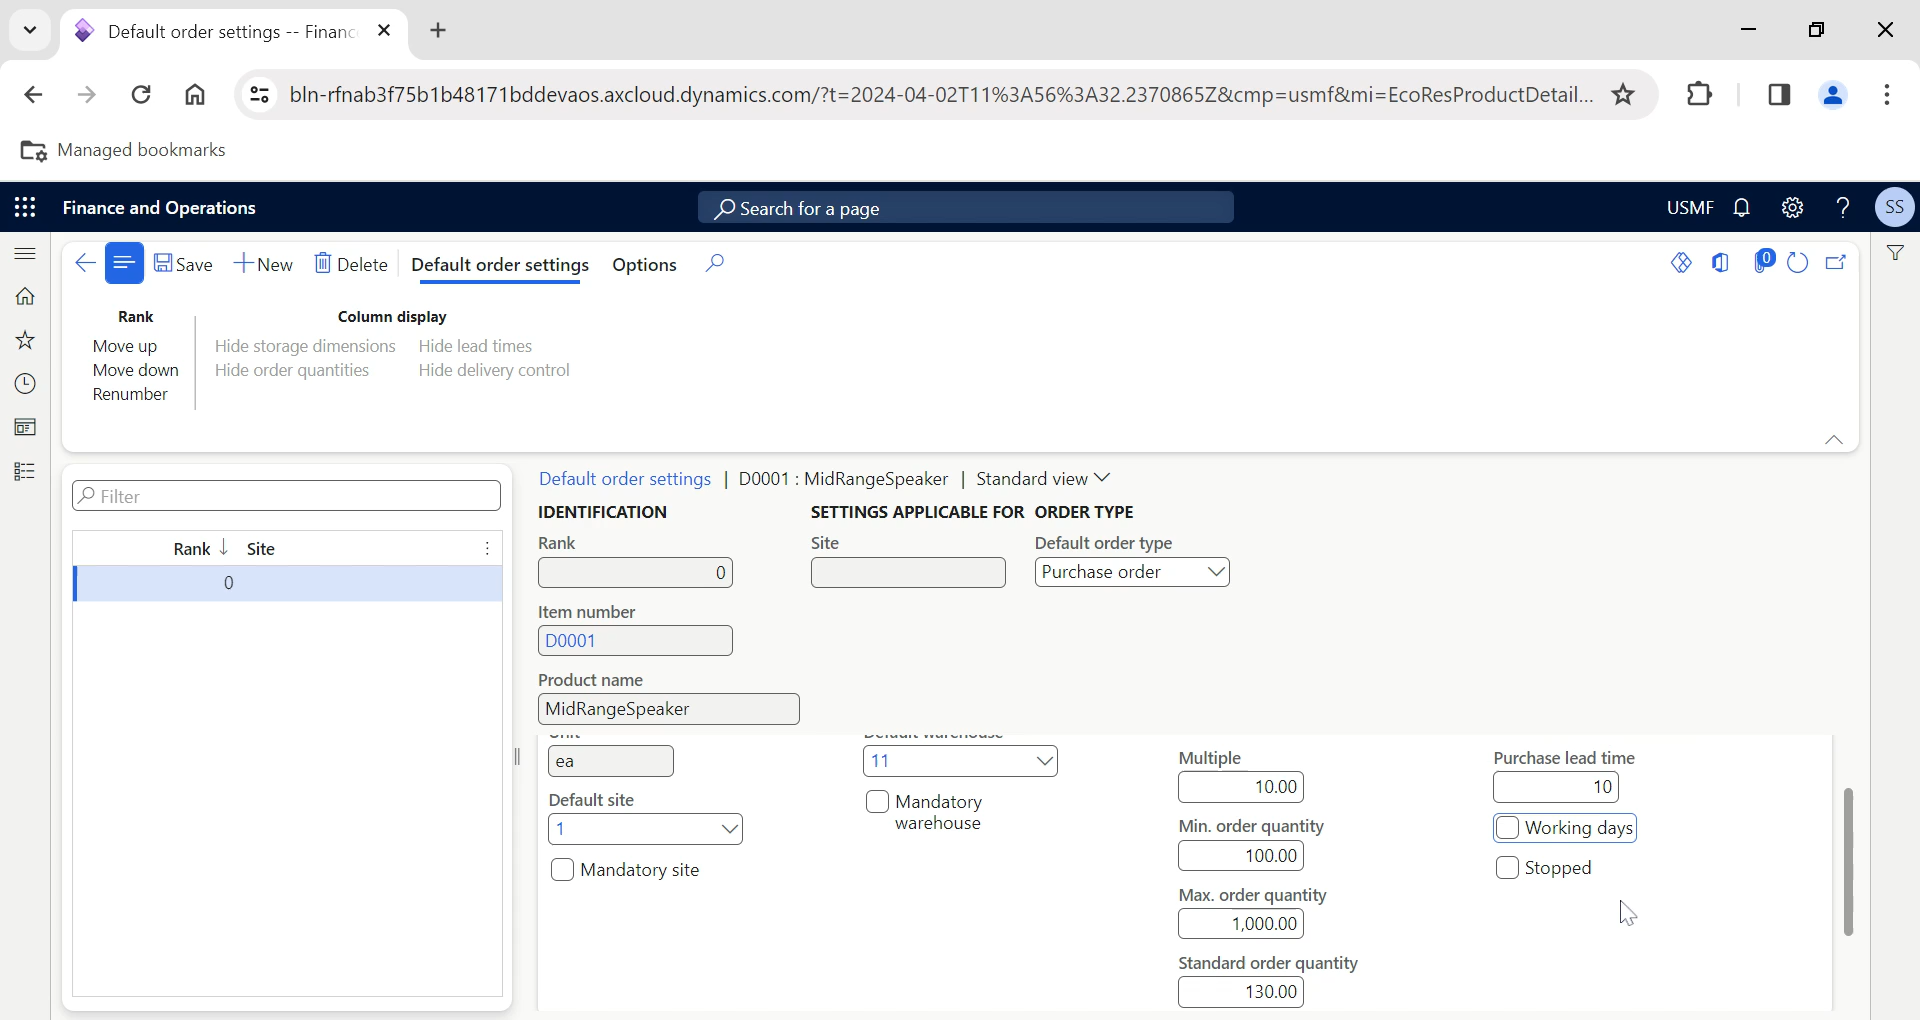 Default order settings -- Financ
bln-rfnab3f75b1b48171bddevaos.axcloud.dynamics.com/?t=2024-04-02T11%3A56%3A32.2370865Z&cmp=usmf&mi=EcoResProductDetail...
Managed bookmarks
Finance and Operations
Search for a page
USMF
?
SS
Save
New
Delete
Default order settings
Options
0
Rank
Column display
Move up
Hide storage dimensions
Hide lead times
Move down
Hide order quantities
Hide delivery control
Renumber
Filter
Rank
Site
0
Default order settings | D0001 : MidRangeSpeaker | Standard view
IDENTIFICATION
SETTINGS APPLICABLE FOR
ORDER TYPE
Rank
Site
Default order type
0
Purchase order
Item number
D0001
Product name
MidRangeSpeaker
Unit
Default warehouse
ea
11
Multiple
10.00
Purchase lead time
10
Default site
1
Mandatory
warehouse
Min. order quantity
100.00
Working days
Mandatory site
Stopped
Max. order quantity
1,000.00
Standard order quantity
130.00